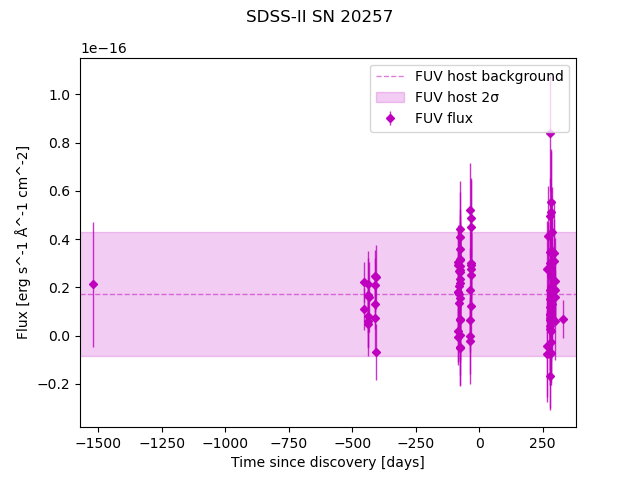 SDSS-II SN 20257
1e−16
FUV host background
FUV host 2σ
FUV flux
Flux [erg s^-1 Å^-1 cm^-2]
1.0
0.8
0.6
0.4
0.2
0.0
−0.2
−1500 −1250 −1000 −750 −500 −250 0 250
Time since discovery [days]